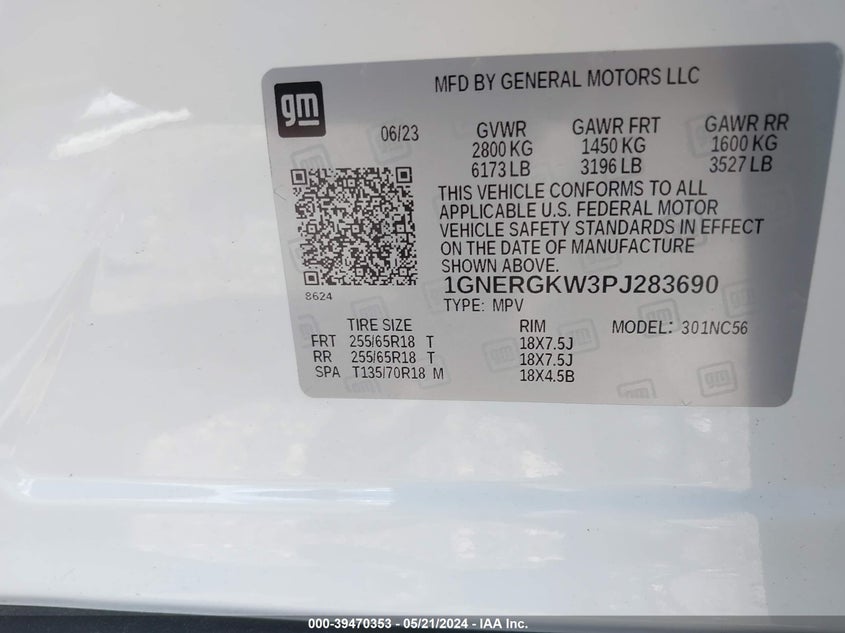 MFD BY GENERAL MOTORS LLC
gm
06/23 GVWR GAWR FRT GAWR RR
2800 KG 1450 KG 1600 KG
6173 LB 3196 LB 3527 LB
THIS VEHICLE CONFORMS TO ALL
APPLICABLE U.S. FEDERAL MOTOR
VEHICLE SAFETY STANDARDS IN EFFECT
ON THE DATE OF MANUFACTURE
SHOWN ABOVE.
8624
1GNERGKW3PJ283690
TYPE: MPV
TIRE SIZE RIM MODEL: 301NC56
FRT 255/65R18 T 18X7.5J
RR 255/65R18 T 18X7.5J
SPA T135/70R18 M 18X4.5B
000-39470353 - 05/21/2024 - IAA Inc.